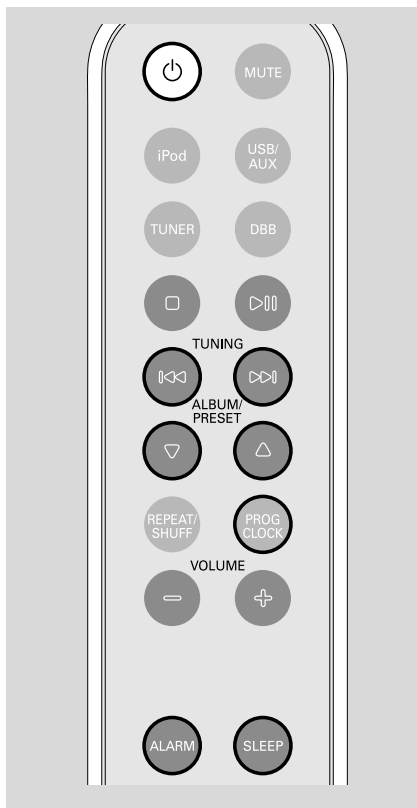 MUTE
iPod
USB/
AUX
TUNER
DBB
TUNING
ALBUM/
PRESET
REPEAT/
SHUFF
PROG
CLOCK
VOLUME
ALARM
SLEEP